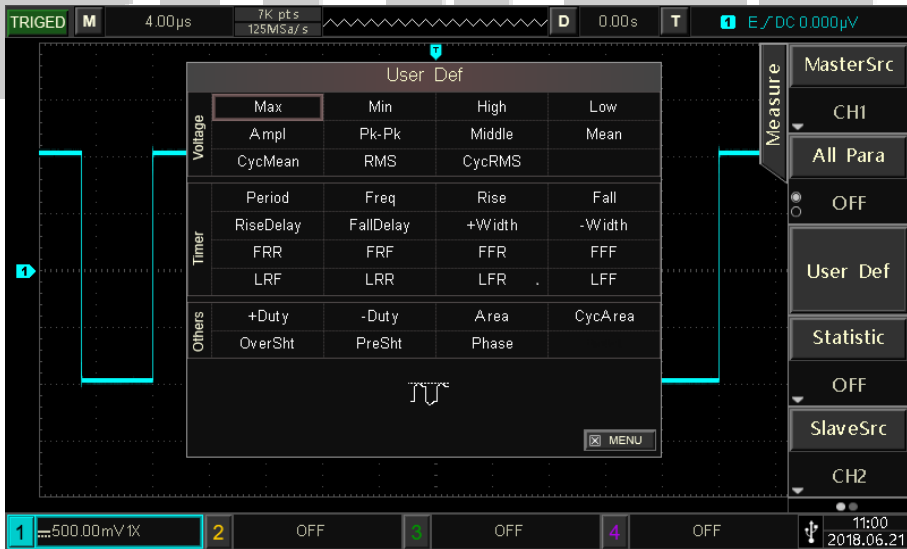 TRIGED M 4.00μs 7K pts D 0.00s T 1 E DC 0.000μV
125MSa/s
T
User Def
Voltage
Max Min High Low
Ampl Pk-Pk Middle Mean
CycMean RMS CycRMS
Timer
Period Freq Rise Fall
RiseDelay FallDelay +Width -Width
FRR FRF FFR FFF
LRF LRR LFR . LFF
Others
+Duty -Duty Area CycArea
OverSht PreSht Phase
MENU
1
Measure
MasterSrc
CH1
All Para
OFF
User Def
Statistic
OFF
SlaveSrc
CH2
1 500.00mV 1X 2 OFF 3 OFF 4 OFF
11:00
2018.06.21